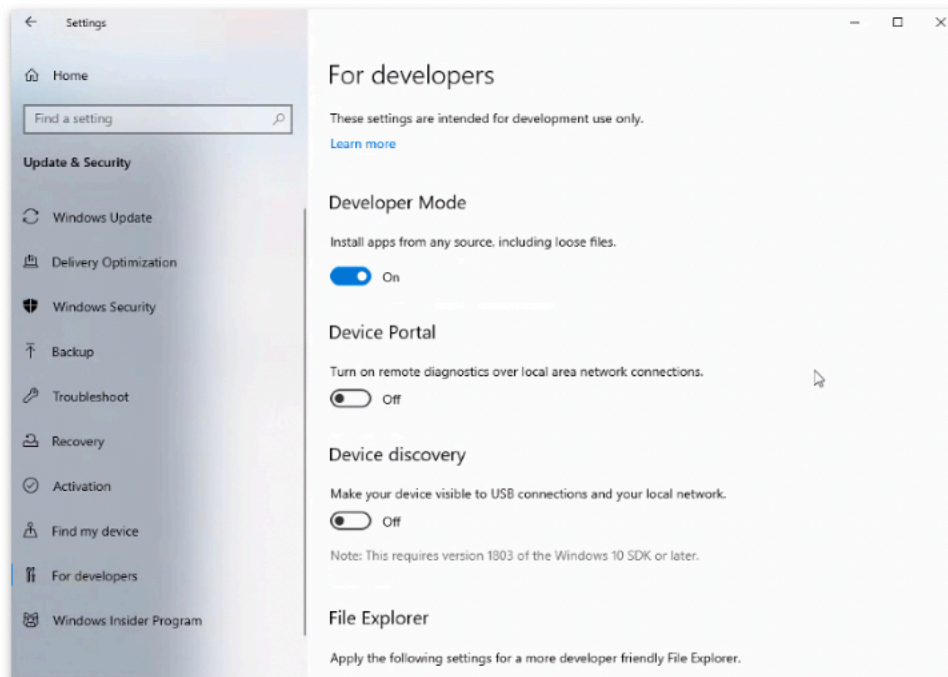 Settings
Home
Find a setting
Update & Security
Windows Update
Delivery Optimization
Windows Security
Backup
Troubleshoot
Recovery
Activation
Find my device
For developers
Windows Insider Program
For developers
These settings are intended for development use only.
Learn more
Developer Mode
Install apps from any source, including loose files.
On
Device Portal
Turn on remote diagnostics over local area network connections.
Off
Device discovery
Make your device visible to USB connections and your local network.
Off
Note: This requires version 1803 of the Windows 10 SDK or later.
File Explorer
Apply the following settings for a more developer friendly File Explorer.